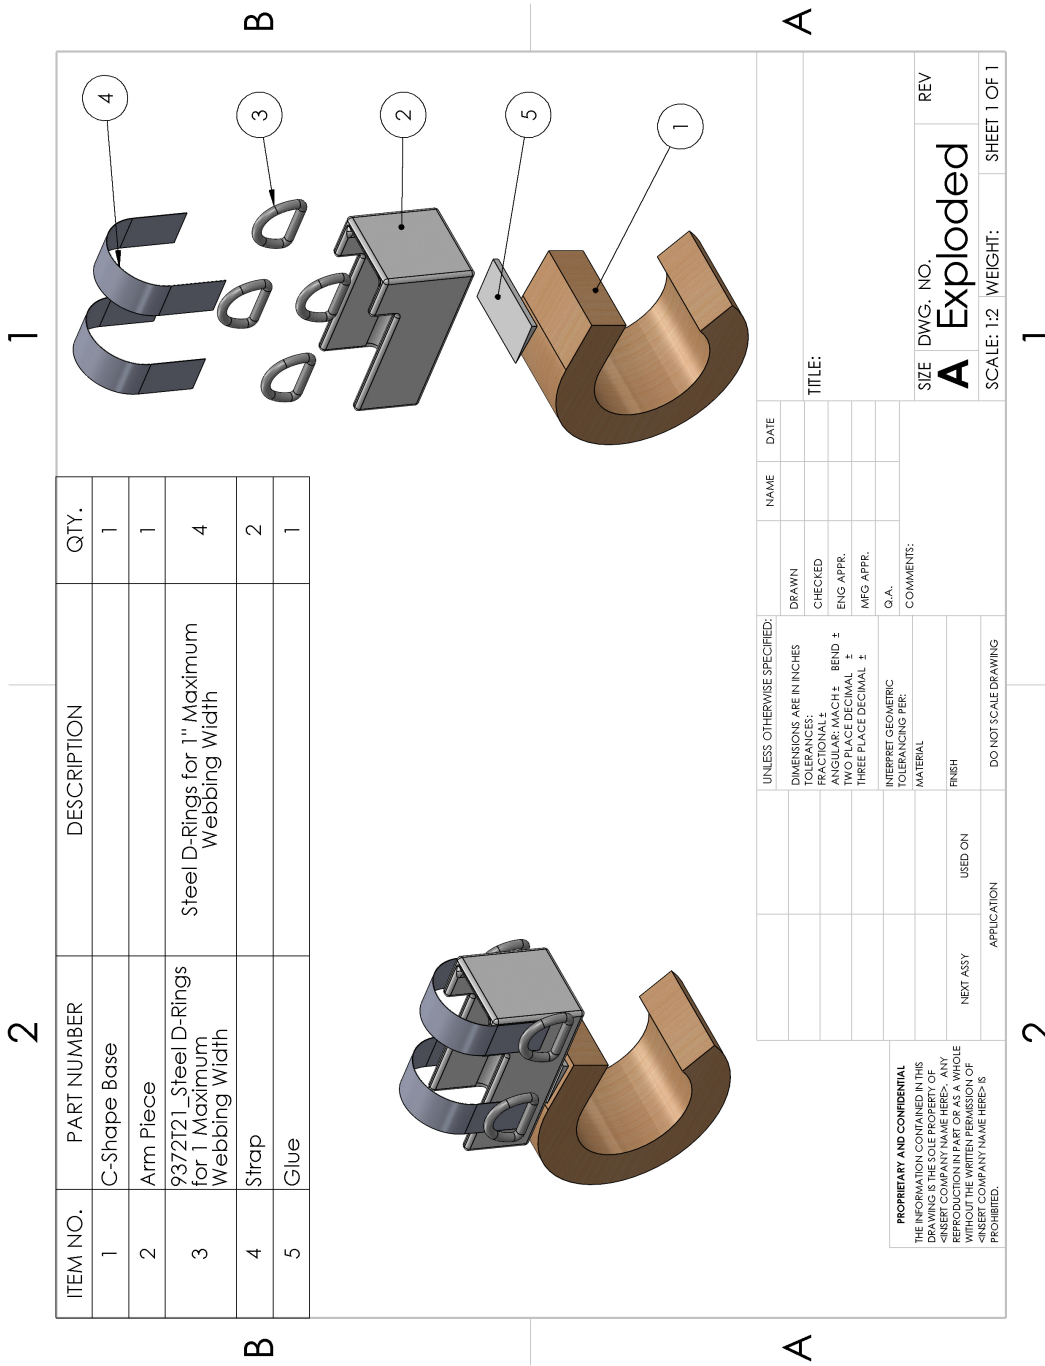 2
1
B
B
A
A
2
1
ITEM NO.
PART NUMBER
DESCRIPTION
QTY.
1
C-Shape Base
1
2
Arm Piece
1
3
9372T21_Steel D-Rings
for 1 Maximum
Webbing Width
Steel D-Rings for 1" Maximum
Webbing Width
4
4
Strap
2
5
Glue
1
4
3
2
5
1
PROPRIETARY AND CONFIDENTIAL
THE INFORMATION CONTAINED IN THIS
DRAWING IS THE SOLE PROPERTY OF
<INSERT COMPANY NAME HERE>. ANY
REPRODUCTION IN PART OR AS A WHOLE
WITHOUT THE WRITTEN PERMISSION OF
<INSERT COMPANY NAME HERE> IS
PROHIBITED.
NEXT ASSY
USED ON
APPLICATION
UNLESS OTHERWISE SPECIFIED:
DIMENSIONS ARE IN INCHES
TOLERANCES:
FRACTIONAL ±
ANGULAR: MACH ± BEND ±
TWO PLACE DECIMAL ±
THREE PLACE DECIMAL ±
INTERPRET GEOMETRIC
TOLERANCING PER:
MATERIAL
FINISH
DO NOT SCALE DRAWING
NAME
DATE
DRAWN
CHECKED
ENG APPR.
MFG APPR.
Q.A.
COMMENTS:
TITLE:
SIZE
DWG. NO.
REV
A
Exploded
SCALE: 1:2
WEIGHT:
SHEET 1 OF 1